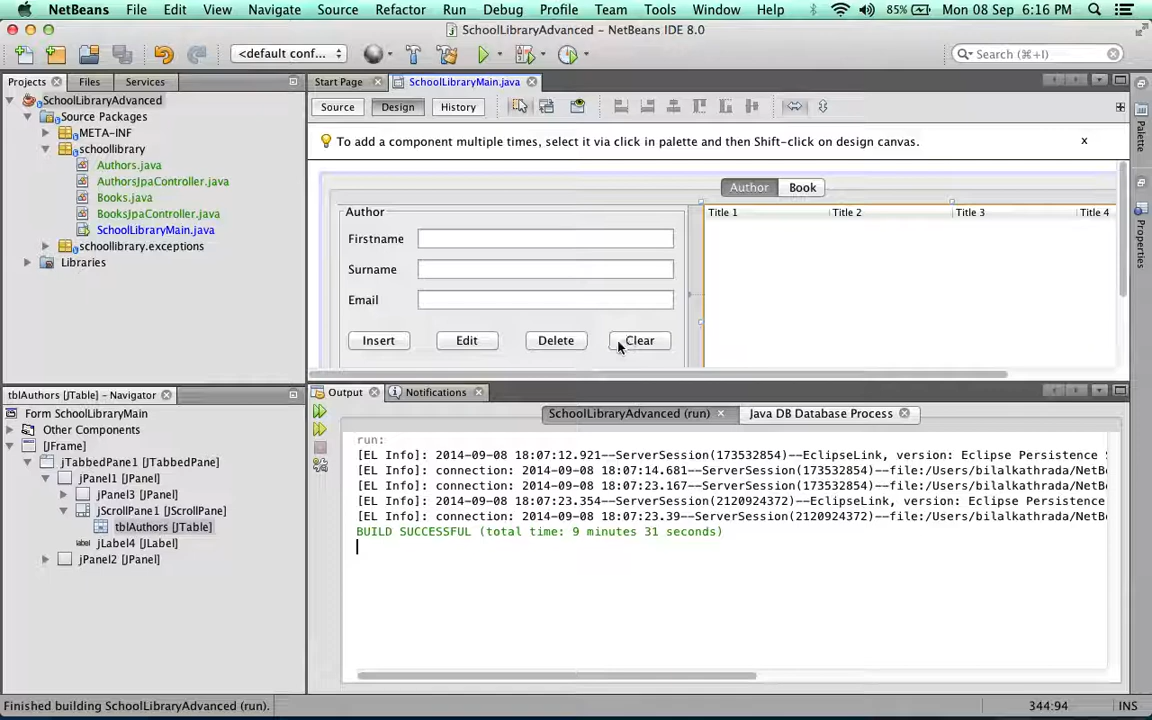 NetBeans File Edit View Navigate Source Refactor Run Debug Profile Team Tools Window Help 85% Mon 08 Sep 6:16 PM
SchoolLibraryAdvanced - NetBeans IDE 8.0
<default conf... Search (⌘+I)
Projects Files Services
Start Page SchoolLibraryMain.java
SchoolLibraryAdvanced
Source Packages
META-INF
schoollibrary
Authors.java
AuthorsJpaController.java
Books.java
BooksJpaController.java
SchoolLibraryMain.java
schoollibrary.exceptions
Libraries
Source Design History
To add a component multiple times, select it via click in palette and then Shift-click on design canvas. x
Author Book
Author
Firstname
Surname
Email
Insert Edit Delete Clear
Title 1 Title 2 Title 3 Title 4
Palette
Properties
tblAuthors [JTable] - Navigator
Form SchoolLibraryMain
Other Components
[JFrame]
jTabbedPane1 [JTabbedPane]
jPanel1 [JPanel]
jPanel3 [JPanel]
jScrollPane1 [JScrollPane]
tblAuthors [JTable]
jLabel4 [JLabel]
jPanel2 [JPanel]
Output Notifications
SchoolLibraryAdvanced (run) Java DB Database Process
run:
[EL Info]: 2014-09-08 18:07:12.921--ServerSession(173532854)--EclipseLink, version: Eclipse Persistence S
[EL Info]: connection: 2014-09-08 18:07:14.681--ServerSession(173532854)--file:/Users/bilalkathrada/NetBe
[EL Info]: connection: 2014-09-08 18:07:23.167--ServerSession(173532854)--file:/Users/bilalkathrada/NetBe
[EL Info]: 2014-09-08 18:07:23.354--ServerSession(2120924372)--EclipseLink, version: Eclipse Persistence
[EL Info]: connection: 2014-09-08 18:07:23.39--ServerSession(2120924372)--file:/Users/bilalkathrada/NetBe
BUILD SUCCESSFUL (total time: 9 minutes 31 seconds)
Finished building SchoolLibraryAdvanced (run). 344:94 INS